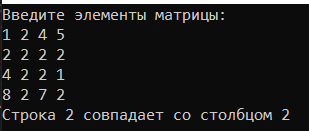 Введите элементы матрицы:
1 2 4 5
2 2 2 2
4 2 2 1
8 2 7 2
Строка 2 совпадает со столбцом 2